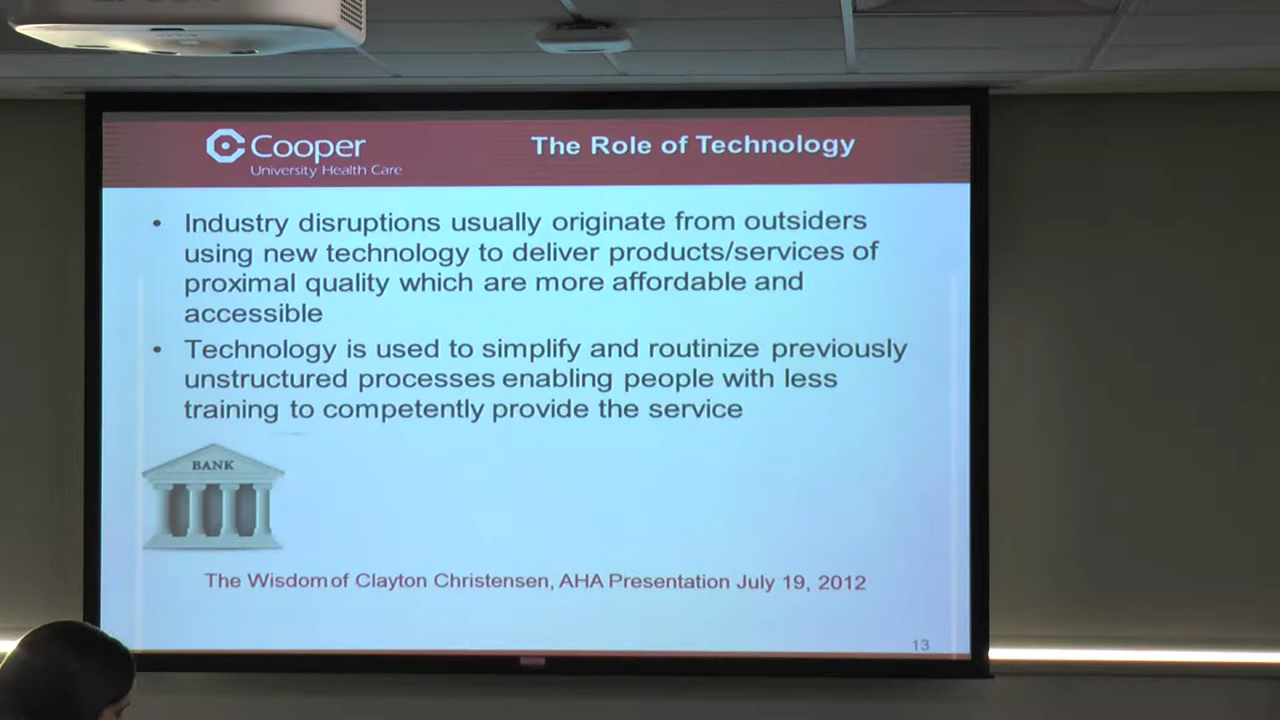 Cooper
University Health Care
The Role of Technology
• Industry disruptions usually originate from outsiders
using new technology to deliver products/services of
proximal quality which are more affordable and
accessible
• Technology is used to simplify and routinize previously
unstructured processes enabling people with less
training to competently provide the service
BANK
The Wisdom of Clayton Christensen, AHA Presentation July 19, 2012
13